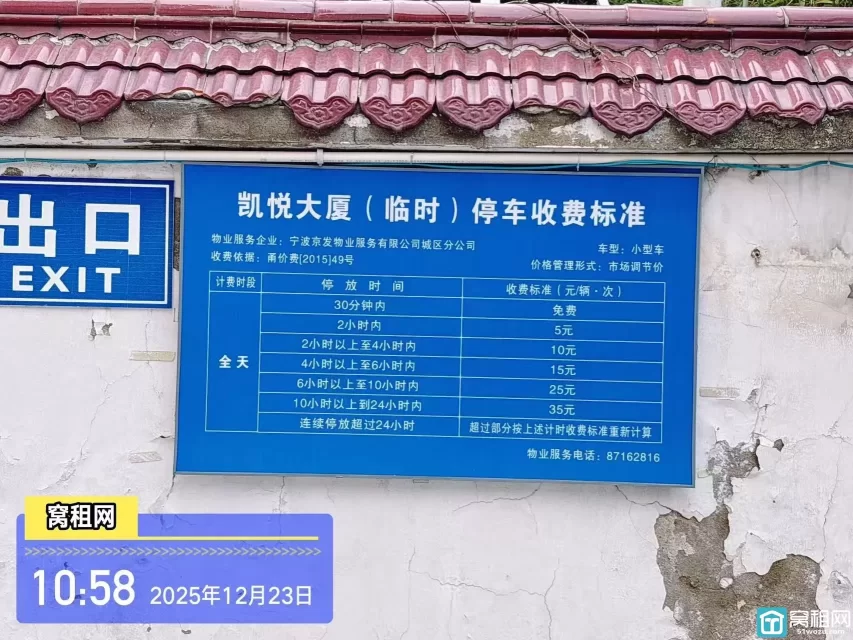 出口
EXIT
凯悦大厦（临时）停车收费标准
物业服务企业：宁波京发物业服务有限公司城区分公司
车型：小型车
收费依据：甬价费[2015]49号
价格管理形式：市场调节价
计费时段 停放时间 收费标准（元/辆·次）
全天
30分钟内 免费
2小时内 5元
2小时以上至4小时内 10元
4小时以上至6小时内 15元
6小时以上至10小时内 25元
10小时以上到24小时内 35元
连续停放超过24小时 超过部分按上述计时收费标准重新计算
物业服务电话：87162816
窝租网
10:58 2025年12月23日
窝租网
51wozu.com